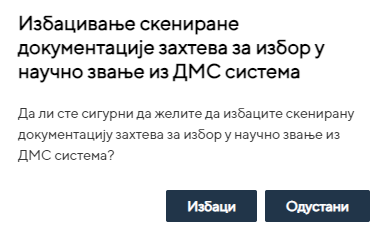 Избацивање скениране
документације захтева за избор у
научно звање из ДМС система
Да ли сте сигурни да желите да избаците скенирану
документацију захтева за избор у научно звање из
ДМС система?
Избаци
Одустани